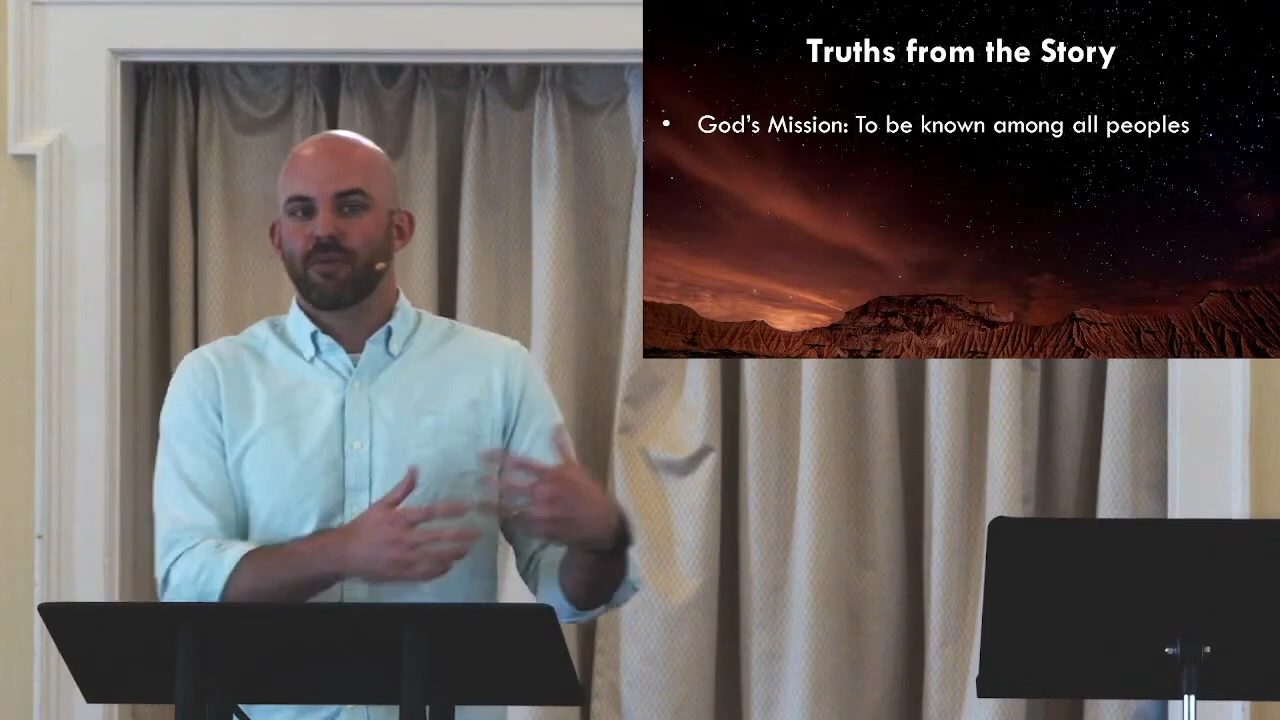 Truths from the Story
• God's Mission: To be known among all peoples